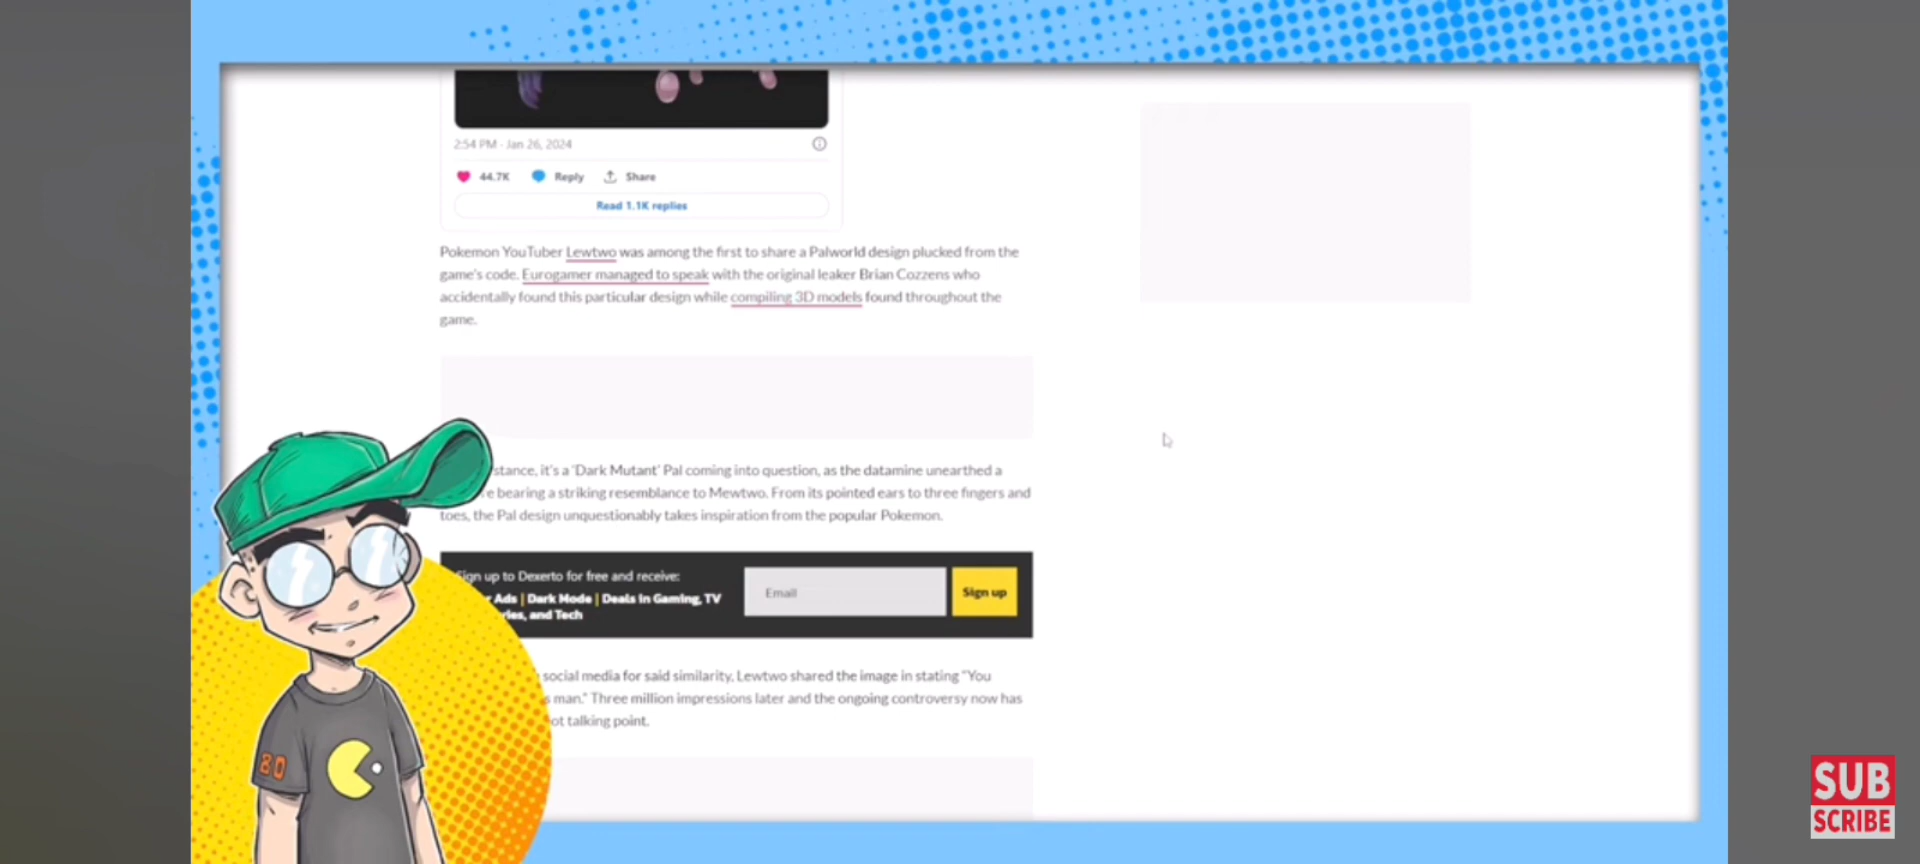 2:54 PM · Jan 26, 2024
44.7K Reply Share
Read 1.1K replies
Pokemon YouTuber Lewtwo was among the first to share a Palworld design plucked from the
game's code. Eurogamer managed to speak with the original leaker Brian Cozzens who
accidentally found this particular design while compiling 3D models found throughout the
game.
stance, it's a 'Dark Mutant' Pal coming into question, as the datamine unearthed a
e bearing a striking resemblance to Mewtwo. From its pointed ears to three fingers and
toes, the Pal design unquestionably takes inspiration from the popular Pokemon.
Sign up to Dexerto for free and receive:
Ads | Dark Mode | Deals in Gaming, TV
ries, and Tech
Email
Sign up
social media for said similarity, Lewtwo shared the image in stating "You
s man." Three million impressions later and the ongoing controversy now has
ot talking point.
80
SUB
SCRIBE